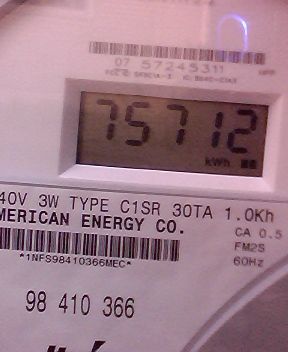 07 57245311
75712
kWh
40V 3W TYPE C1SR 30TA 1.0Kh
MERICAN ENERGY CO.
CA 0.5
FM2S
60Hz
*1NFS98410366MEC*
98 410 366